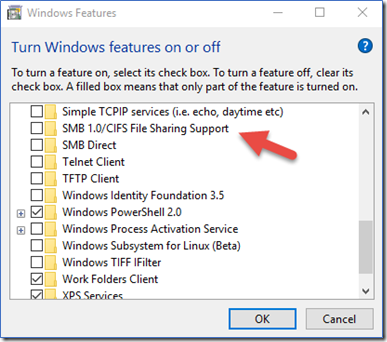 Windows Features
Turn Windows features on or off
To turn a feature on, select its check box. To turn a feature off, clear its
check box. A filled box means that only part of the feature is turned on.
Simple TCPIP services (i.e. echo, daytime etc)
SMB 1.0/CIFS File Sharing Support
SMB Direct
Telnet Client
TFTP Client
Windows Identity Foundation 3.5
Windows PowerShell 2.0
Windows Process Activation Service
Windows Subsystem for Linux (Beta)
Windows TIFF IFilter
Work Folders Client
XPS Services
OK
Cancel